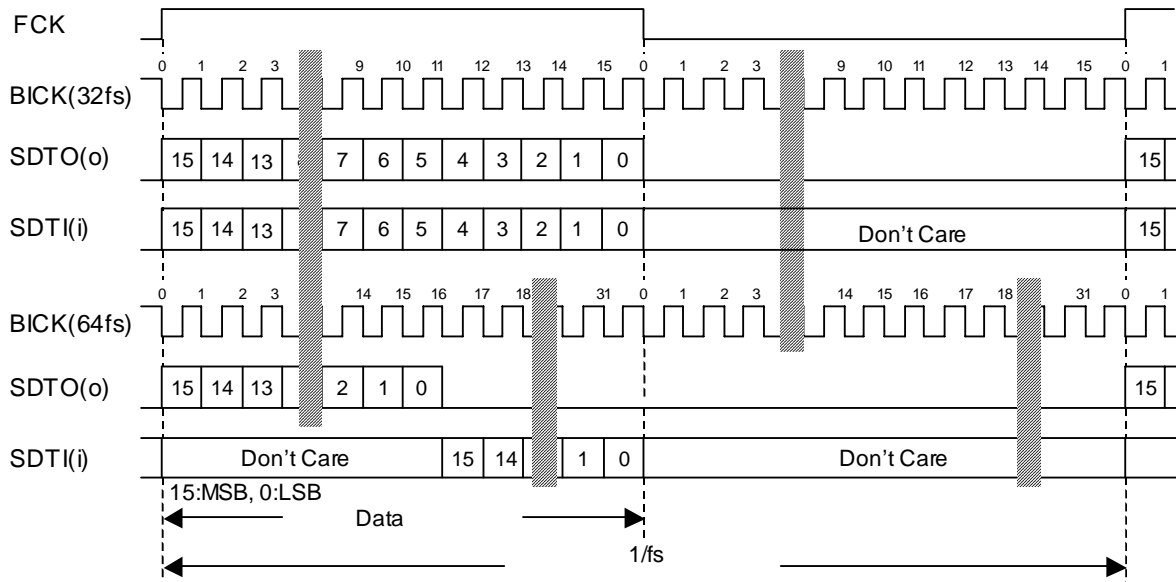 FCK
0 1 2 3 9 10 11 12 13 14 15 0 1 2 3 9 10 11 12 13 14 15 0 1
BICK(32fs)
SDTO(o) 15 14 13 7 6 5 4 3 2 1 0 15
SDTI(i) 15 14 13 7 6 5 4 3 2 1 0 Don't Care 15
0 1 2 3 14 15 16 17 18 31 0 1 2 3 14 15 16 17 18 31 0 1
BICK(64fs)
SDTO(o) 15 14 13 2 1 0 15
SDTI(i) Don't Care 15 14 1 0 Don't Care
15:MSB, 0:LSB
Data
1/fs